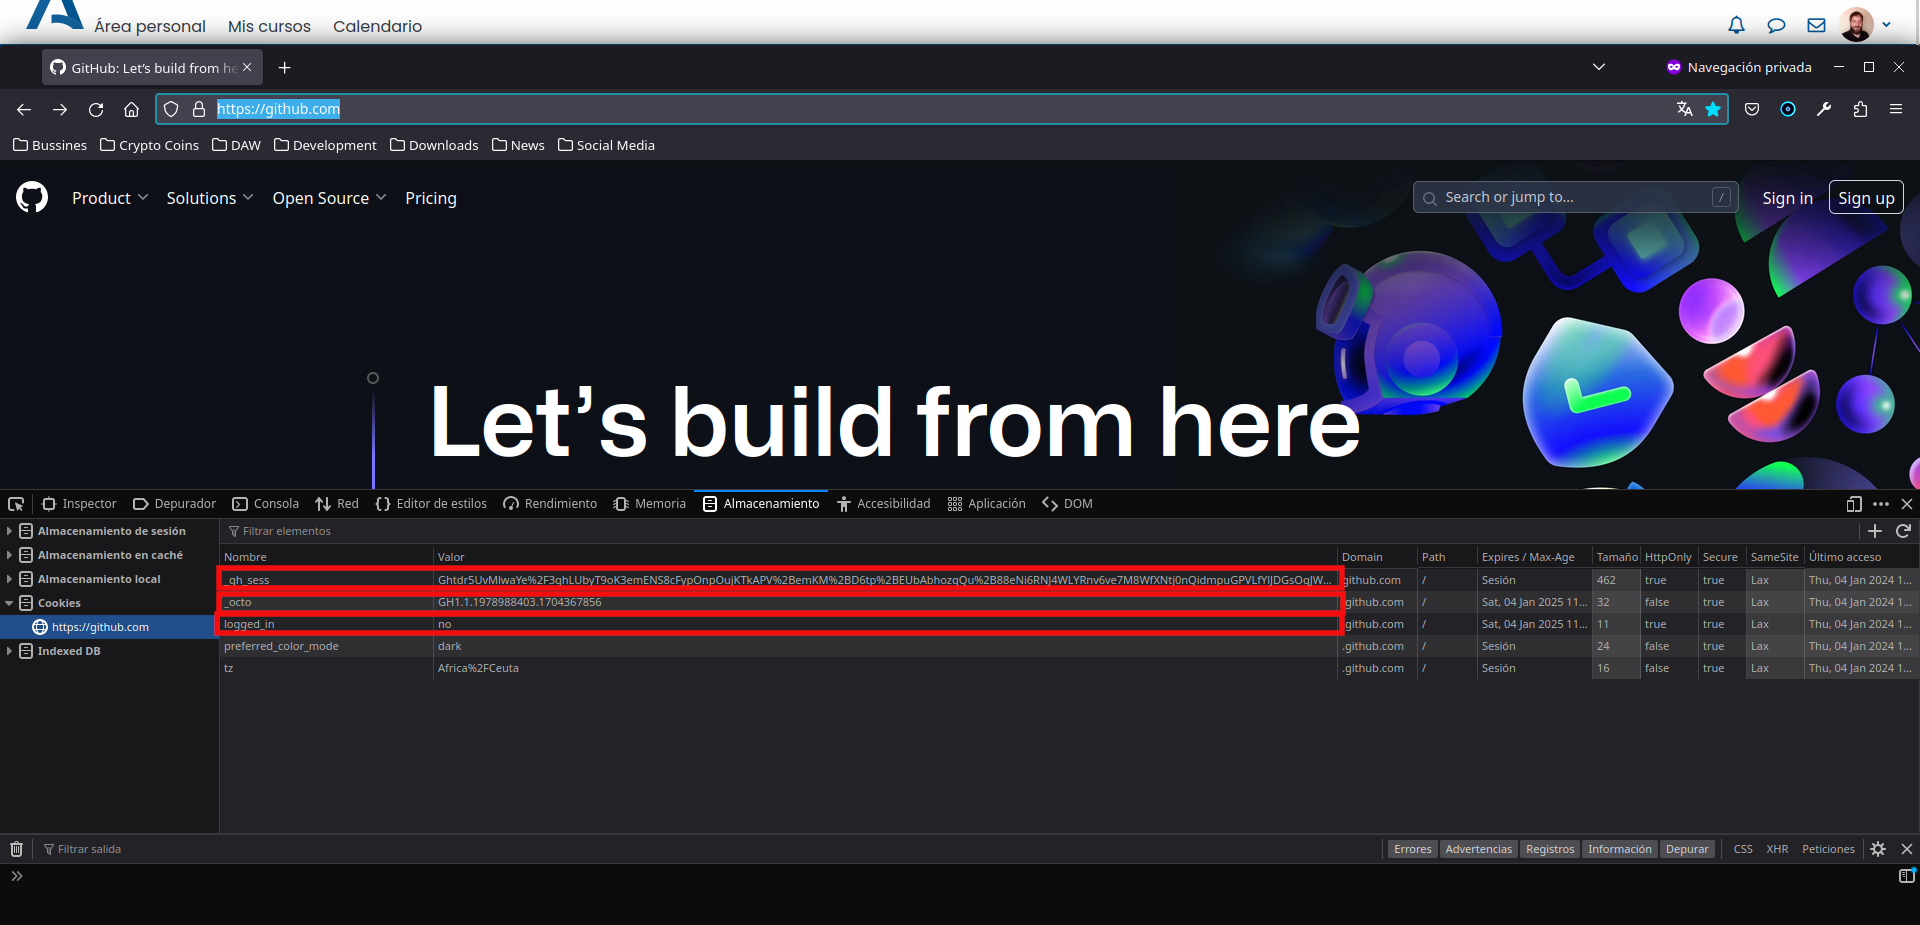 Área personal Mis cursos Calendario
GitHub: Let's build from he
Navegación privada
https://github.com
Bussines Crypto Coins DAW Development Downloads News Social Media
Product Solutions Open Source Pricing Search or jump to... / Sign in Sign up
Let's build from here
Inspector Depurador Consola Red Editor de estilos Rendimiento Memoria Almacenamiento Accesibilidad Aplicación DOM
Almacenamiento de sesión
Almacenamiento en caché
Almacenamiento local
Cookies
https://github.com
Indexed DB
Filtrar elementos
Nombre Valor Domain Path Expires / Max-Age Tamaño HttpOnly Secure SameSite Último acceso
_gh_sess github.com / Sesión 462 true true Lax Thu, 04 Jan 2024 1...
_octo GH1.1.1978988403.1704367856 .github.com / Sat, 04 Jan 2025 11... 32 false true Lax Thu, 04 Jan 2024 1...
logged_in no .github.com / Sat, 04 Jan 2025 11... 11 true true Lax Thu, 04 Jan 2024 1...
preferred_color_mode dark .github.com / Sesión 24 false true Lax Thu, 04 Jan 2024 1...
tz Africa%2FCeuta .github.com / Sesión 16 false true Lax Thu, 04 Jan 2024 1...
Filtrar salida Errores Advertencias Registros Información Depurar CSS XHR Peticiones